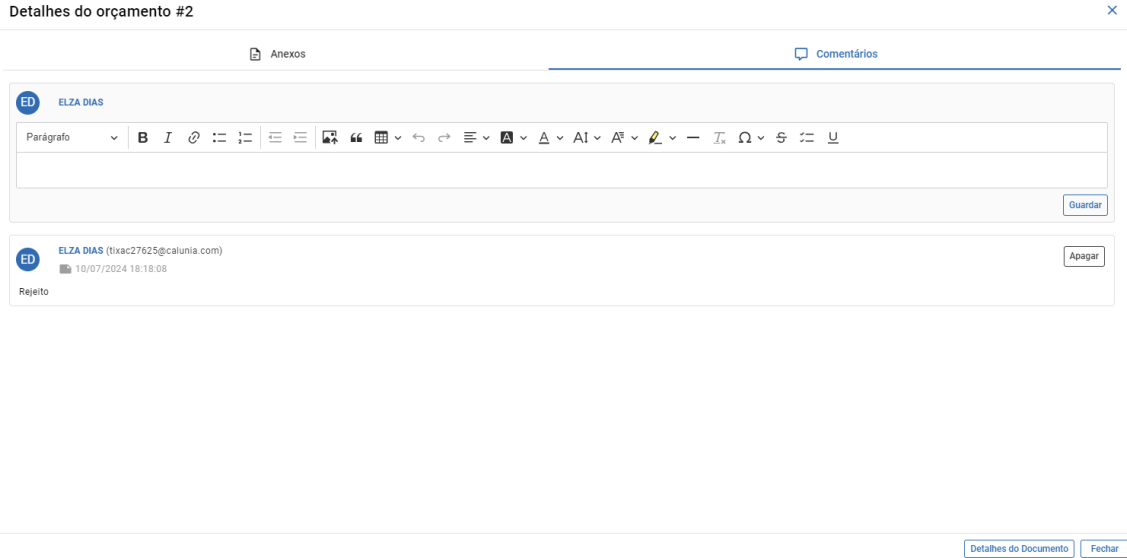 Detalhes do orçamento #2
Anexos
Comentários
ED
ELZA DIAS
Parágrafo
Guardar
ED
ELZA DIAS (tixac27625@calunia.com)
10/07/2024 18:18:08
Apagar
Rejeito
Detalhes do Documento
Fechar